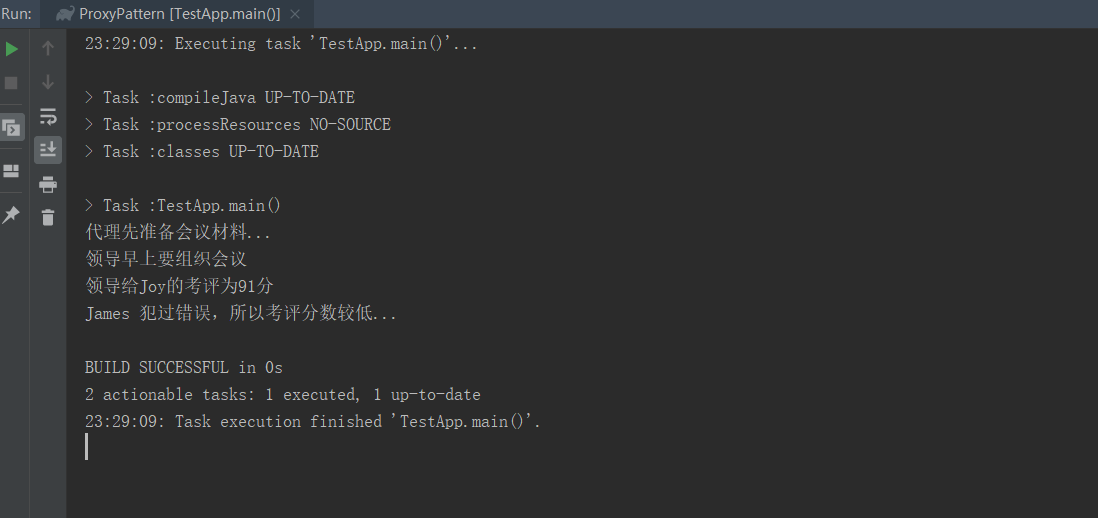 Run: ProxyPattern [TestApp.main()]
23:29:09: Executing task 'TestApp.main()'...
> Task :compileJava UP-TO-DATE
> Task :processResources NO-SOURCE
> Task :classes UP-TO-DATE
> Task :TestApp.main()
代理先准备会议材料...
领导早上要组织会议
领导给Joy的考评为91分
James 犯过错误，所以考评分数较低...
BUILD SUCCESSFUL in 0s
2 actionable tasks: 1 executed, 1 up-to-date
23:29:09: Task execution finished 'TestApp.main()'.